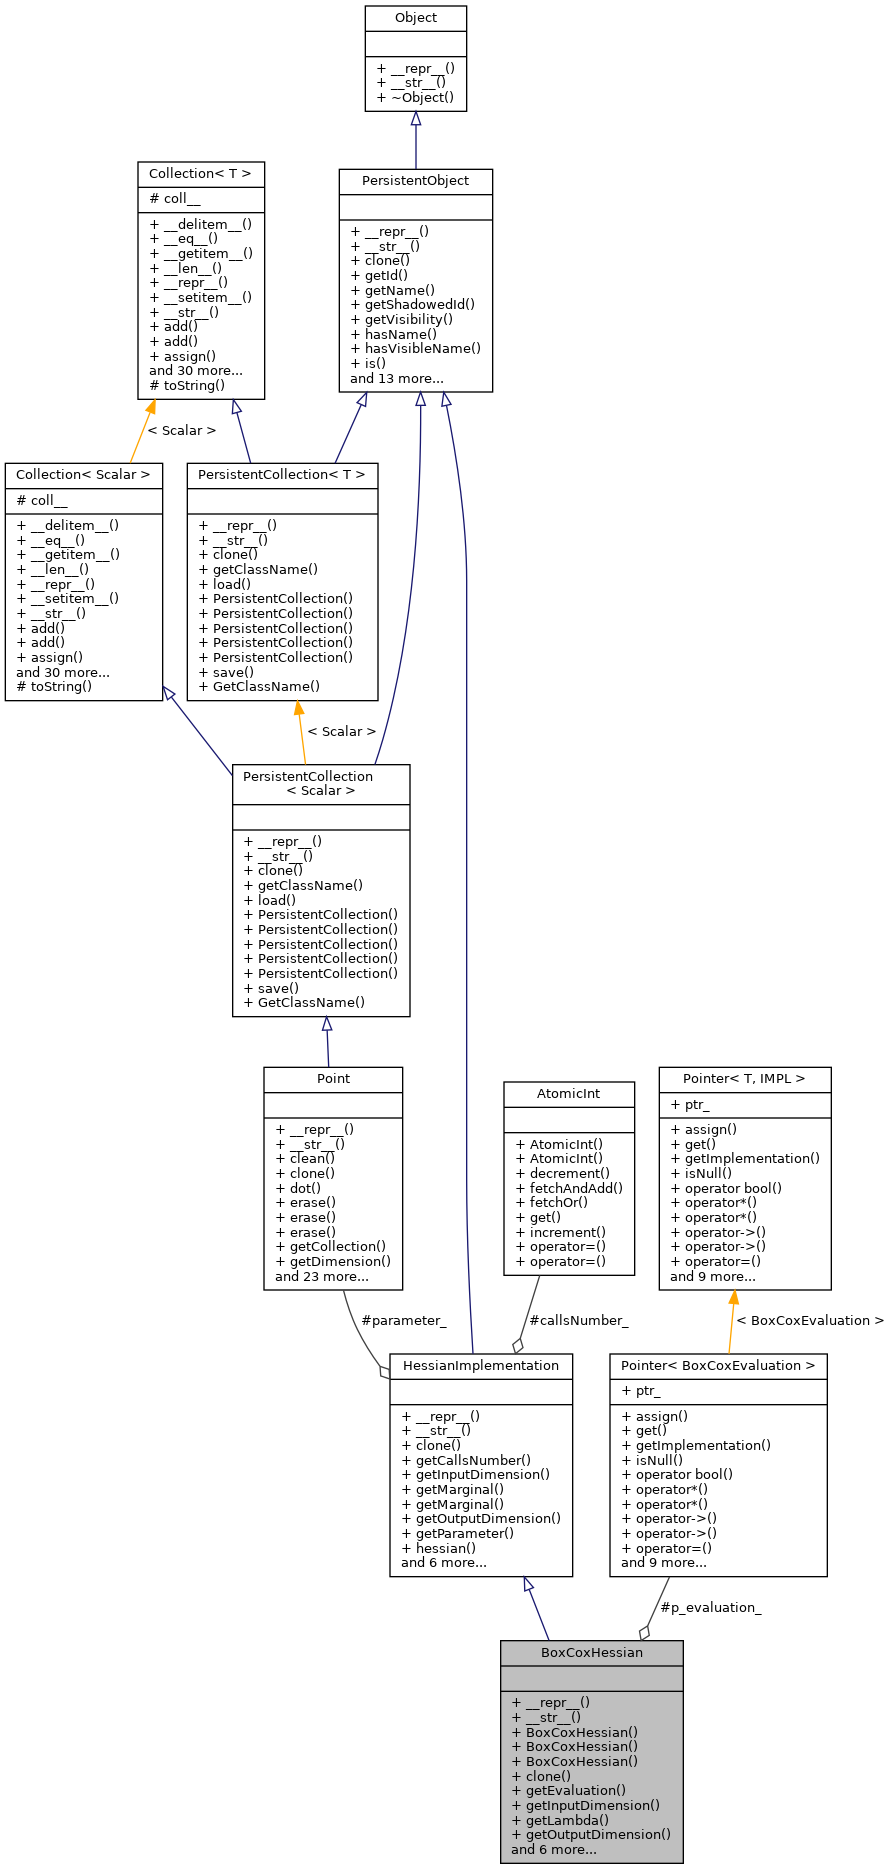 Object
+ __repr__()
+ __str__()
+ ~Object()
Collection< T >
# coll__
+ __delitem__()
+ __eq__()
+ __getitem__()
+ __len__()
+ __repr__()
+ __setitem__()
+ __str__()
+ add()
+ add()
+ assign()
and 30 more...
# toString()
PersistentObject
+ __repr__()
+ __str__()
+ clone()
+ getId()
+ getName()
+ getShadowedId()
+ getVisibility()
+ hasName()
+ hasVisibleName()
+ is()
and 13 more...
< Scalar >
Collection< Scalar >
# coll__
+ __delitem__()
+ __eq__()
+ __getitem__()
+ __len__()
+ __repr__()
+ __setitem__()
+ __str__()
+ add()
+ add()
+ assign()
and 30 more...
# toString()
PersistentCollection< T >
+ __repr__()
+ __str__()
+ clone()
+ getClassName()
+ load()
+ PersistentCollection()
+ PersistentCollection()
+ PersistentCollection()
+ PersistentCollection()
+ PersistentCollection()
+ save()
+ GetClassName()
< Scalar >
PersistentCollection
< Scalar >
+ __repr__()
+ __str__()
+ clone()
+ getClassName()
+ load()
+ PersistentCollection()
+ PersistentCollection()
+ PersistentCollection()
+ PersistentCollection()
+ PersistentCollection()
+ save()
+ GetClassName()
Point
+ __repr__()
+ __str__()
+ clean()
+ clone()
+ dot()
+ erase()
+ erase()
+ erase()
+ getCollection()
+ getDimension()
and 23 more...
AtomicInt
+ AtomicInt()
+ AtomicInt()
+ decrement()
+ fetchAndAdd()
+ fetchOr()
+ get()
+ increment()
+ operator=()
+ operator=()
Pointer< T, IMPL >
+ ptr_
+ assign()
+ get()
+ getImplementation()
+ isNull()
+ operator bool()
+ operator*()
+ operator*()
+ operator->()
+ operator->()
+ operator=()
and 9 more...
#parameter_
#callsNumber_
< BoxCoxEvaluation >
HessianImplementation
+ __repr__()
+ __str__()
+ clone()
+ getCallsNumber()
+ getInputDimension()
+ getMarginal()
+ getMarginal()
+ getOutputDimension()
+ getParameter()
+ hessian()
and 6 more...
Pointer< BoxCoxEvaluation >
+ ptr_
+ assign()
+ get()
+ getImplementation()
+ isNull()
+ operator bool()
+ operator*()
+ operator*()
+ operator->()
+ operator->()
+ operator=()
and 9 more...
#p_evaluation_
BoxCoxHessian
+ __repr__()
+ __str__()
+ BoxCoxHessian()
+ BoxCoxHessian()
+ BoxCoxHessian()
+ clone()
+ getEvaluation()
+ getInputDimension()
+ getLambda()
+ getOutputDimension()
and 6 more...